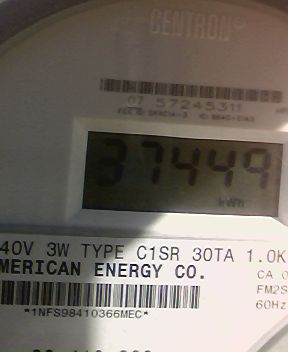 CENTRON®
07 57245311
37449
kWh
40V 3W TYPE C1SR 30TA 1.0K
MERICAN ENERGY CO.
CA 0
FM2S
60Hz
*1NFS98410366MEC*